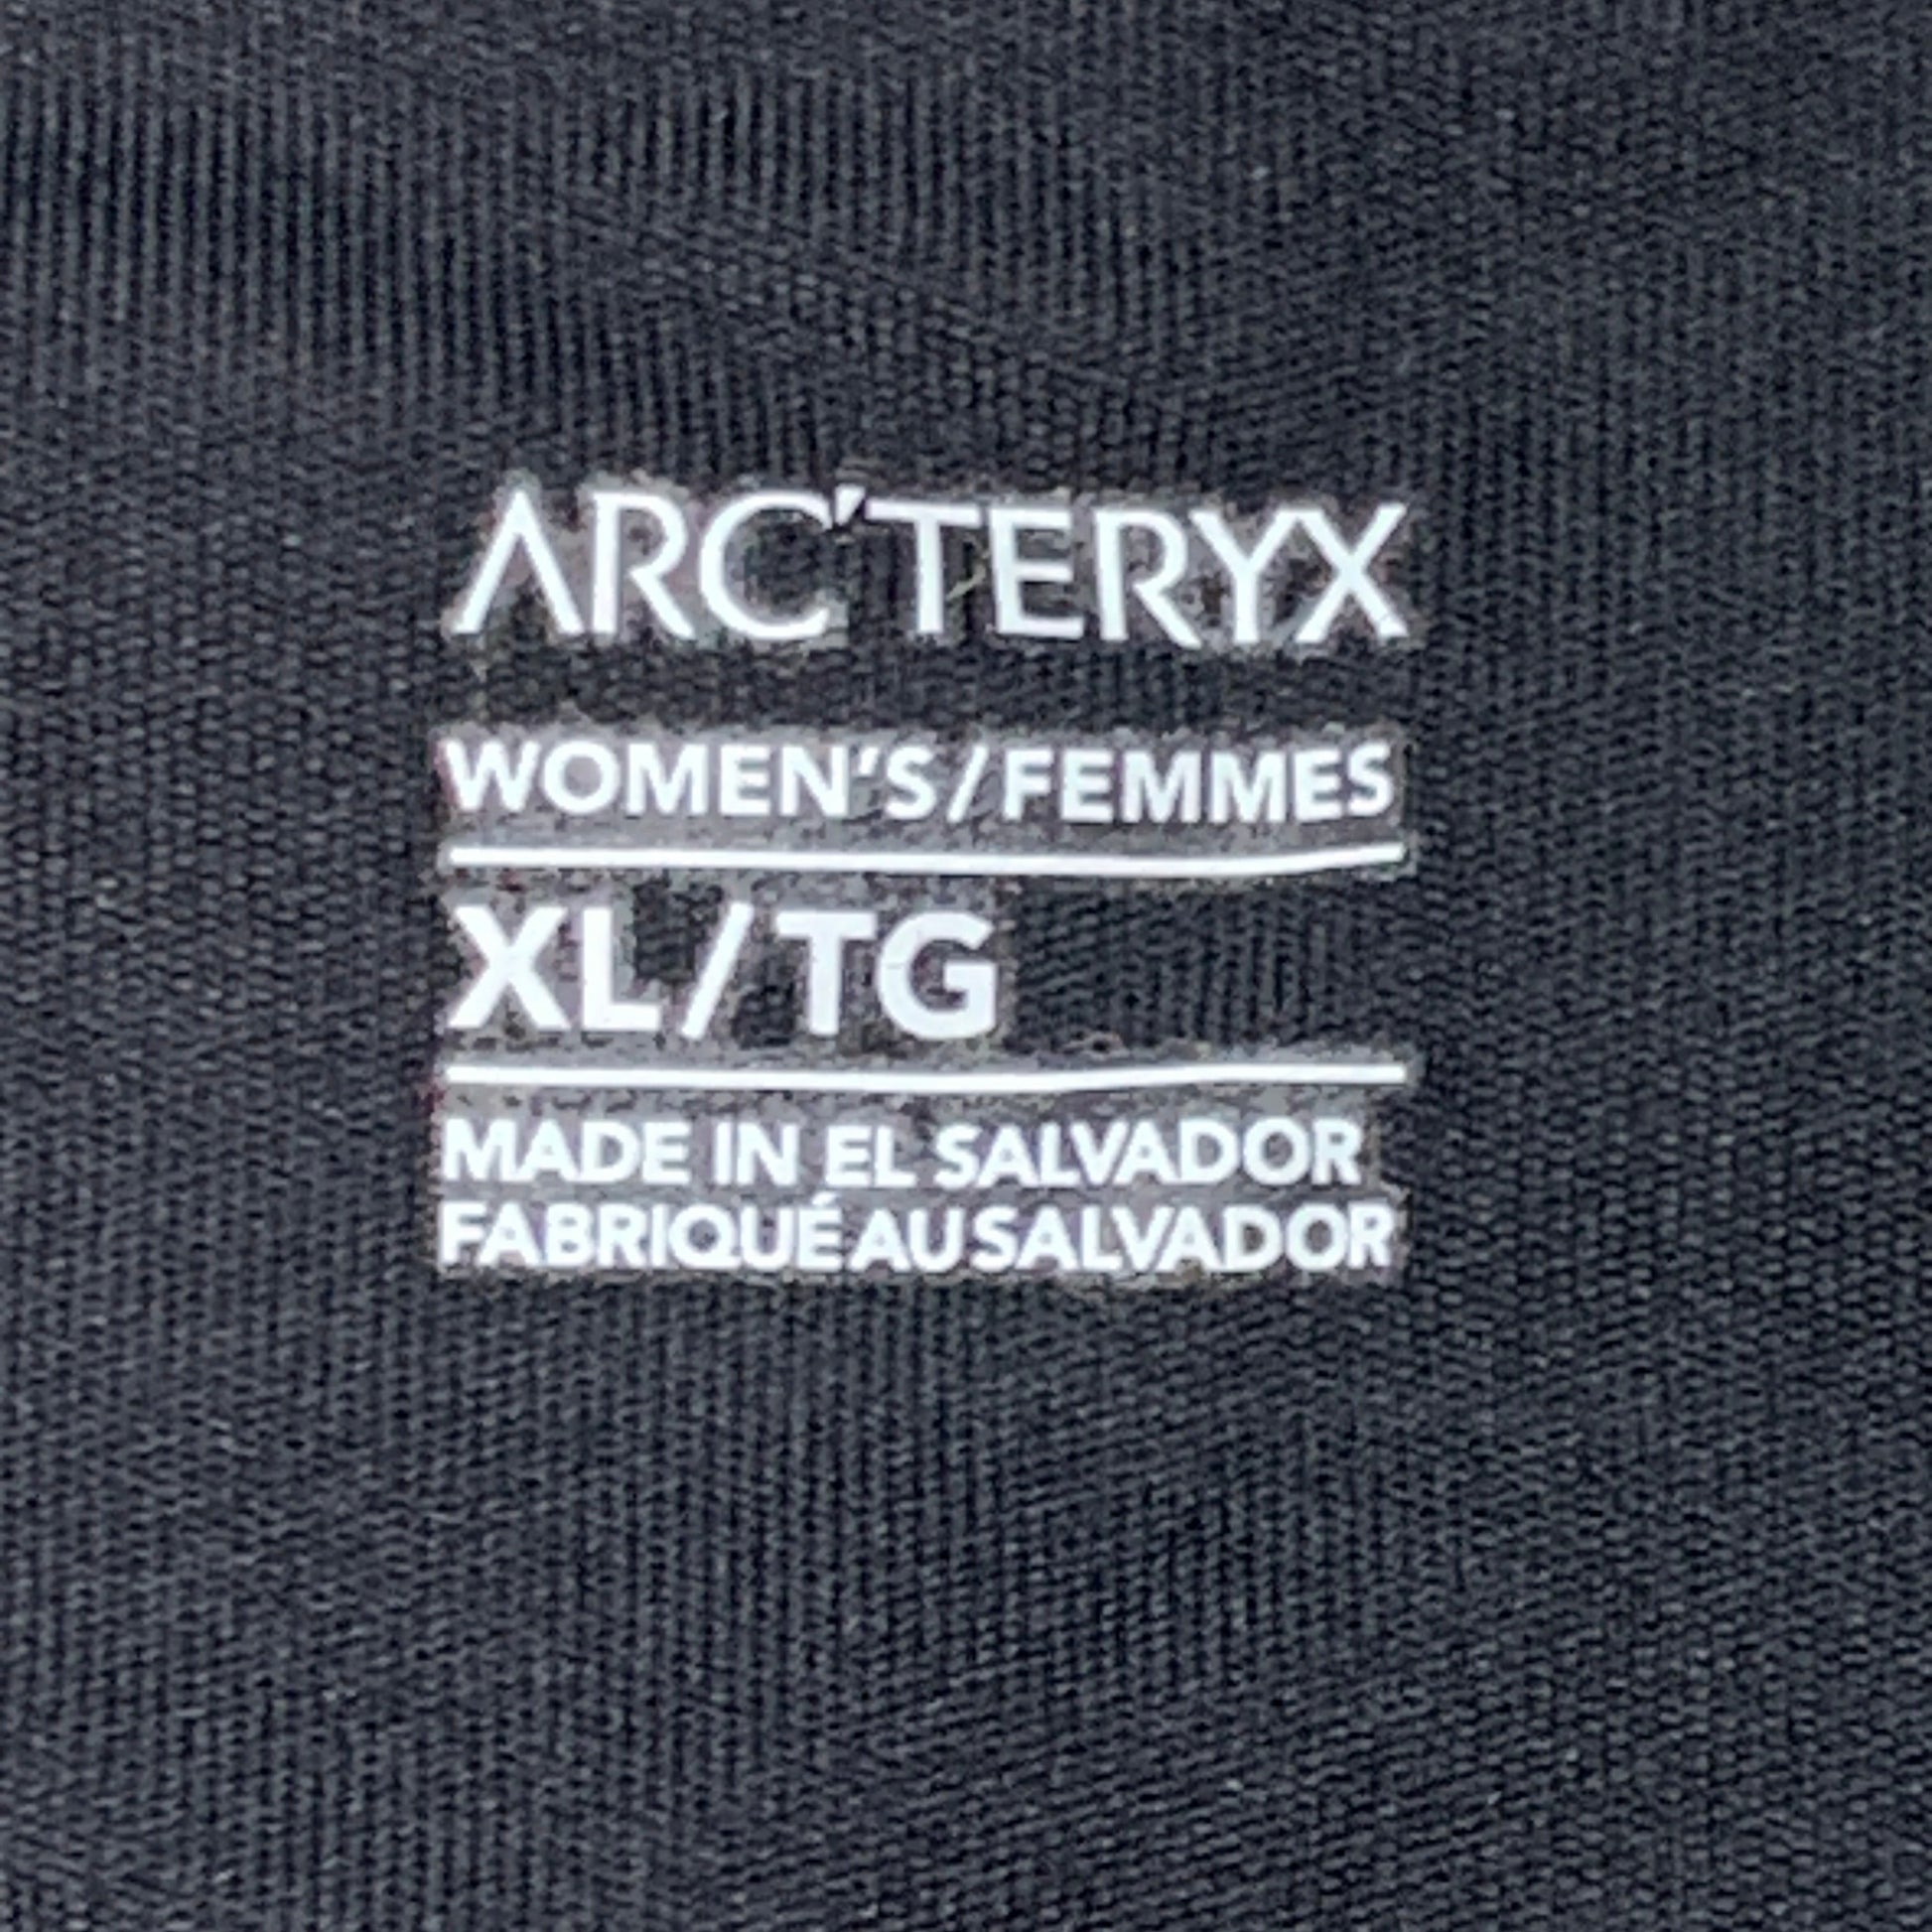 ARC'TERYX
WOMEN'S/FEMMES
XL/TG
MADE IN EL SALVADOR
FABRIQUÉ AU SALVADOR